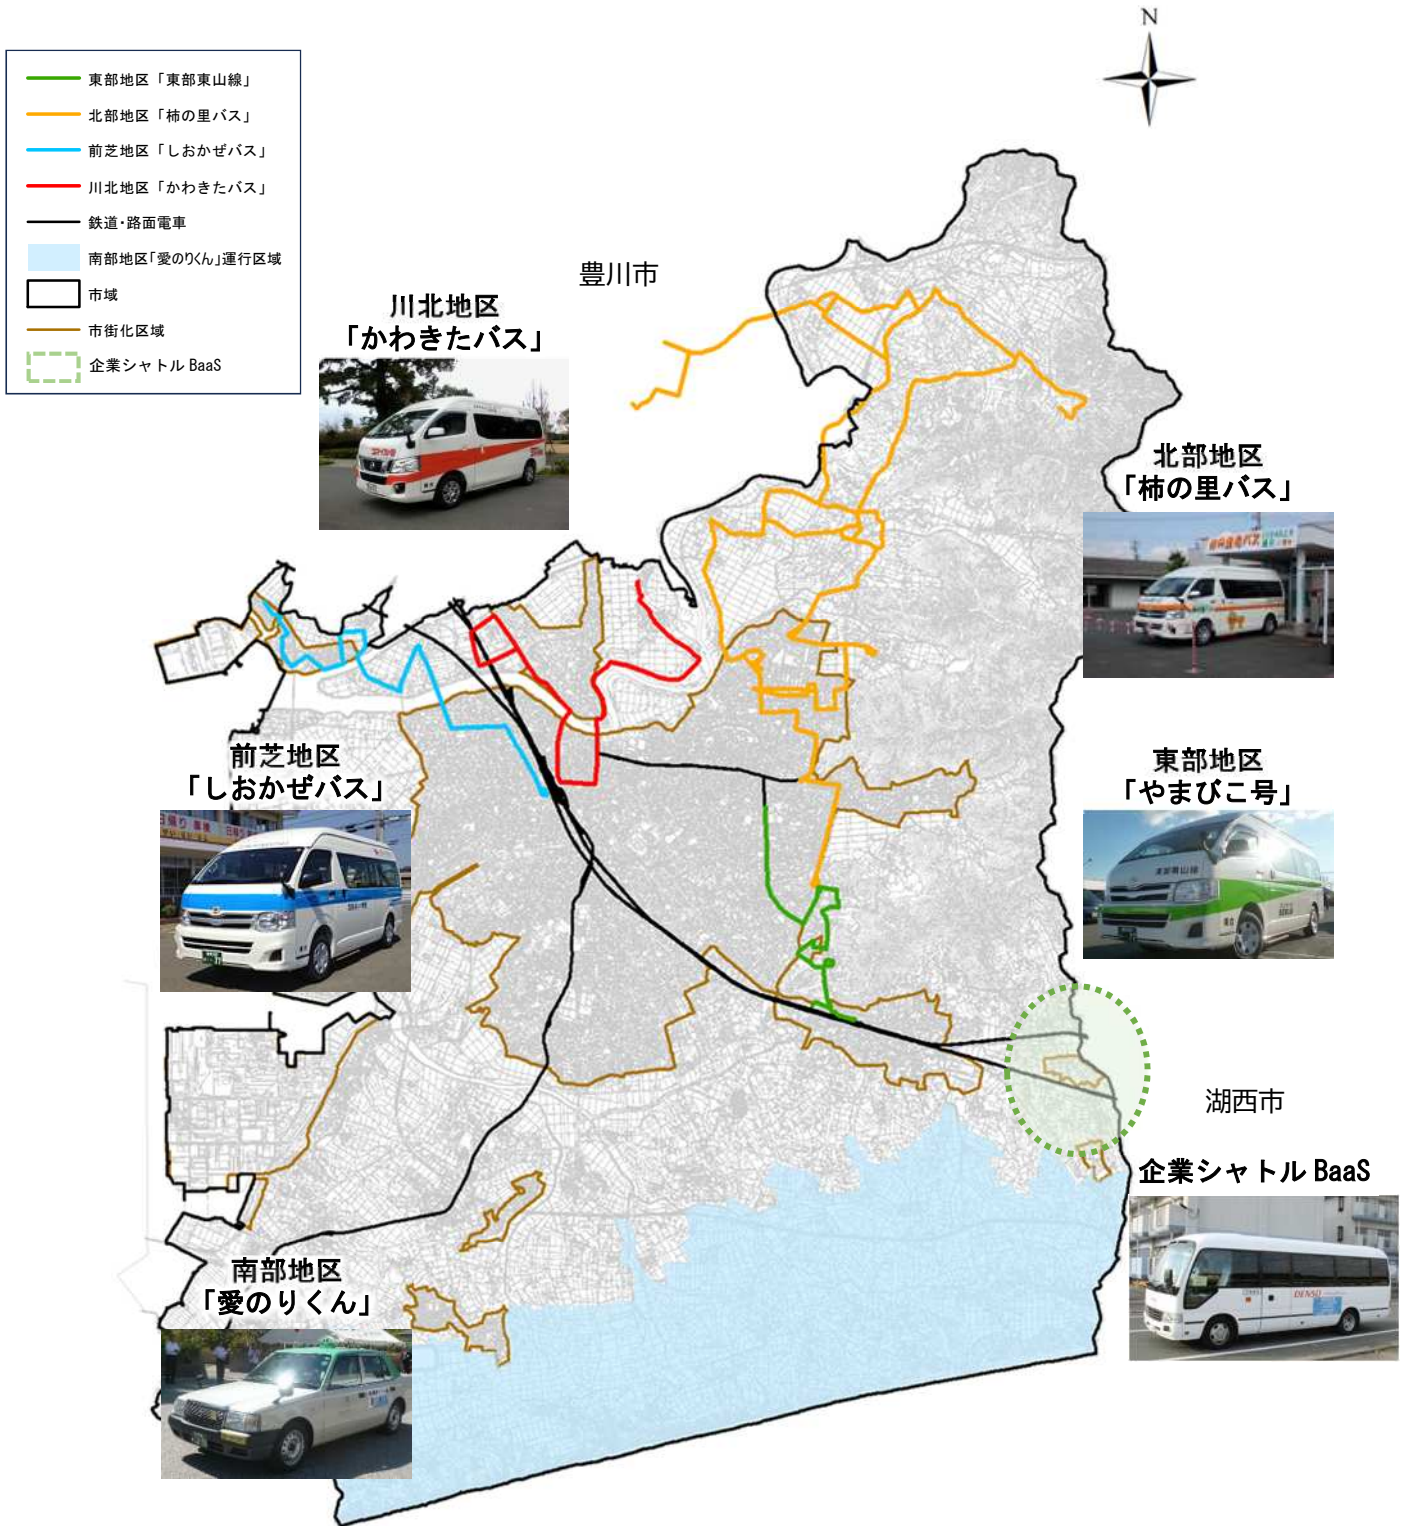 N
東部地区「東部東山線」
北部地区「柿の里バス」
前芝地区「しおかぜバス」
川北地区「かわきたバス」
鉄道・路面電車
南部地区「愛のりくん」運行区域
市域
市街化区域
企業シャトル BaaS
豊川市
川北地区
「かわきたバス」
北部地区
「柿の里バス」
前芝地区
「しおかぜバス」
東部地区
「やまびこ号」
東部東山線
湖西市
企業シャトル BaaS
DENSO
南部地区
「愛のりくん」